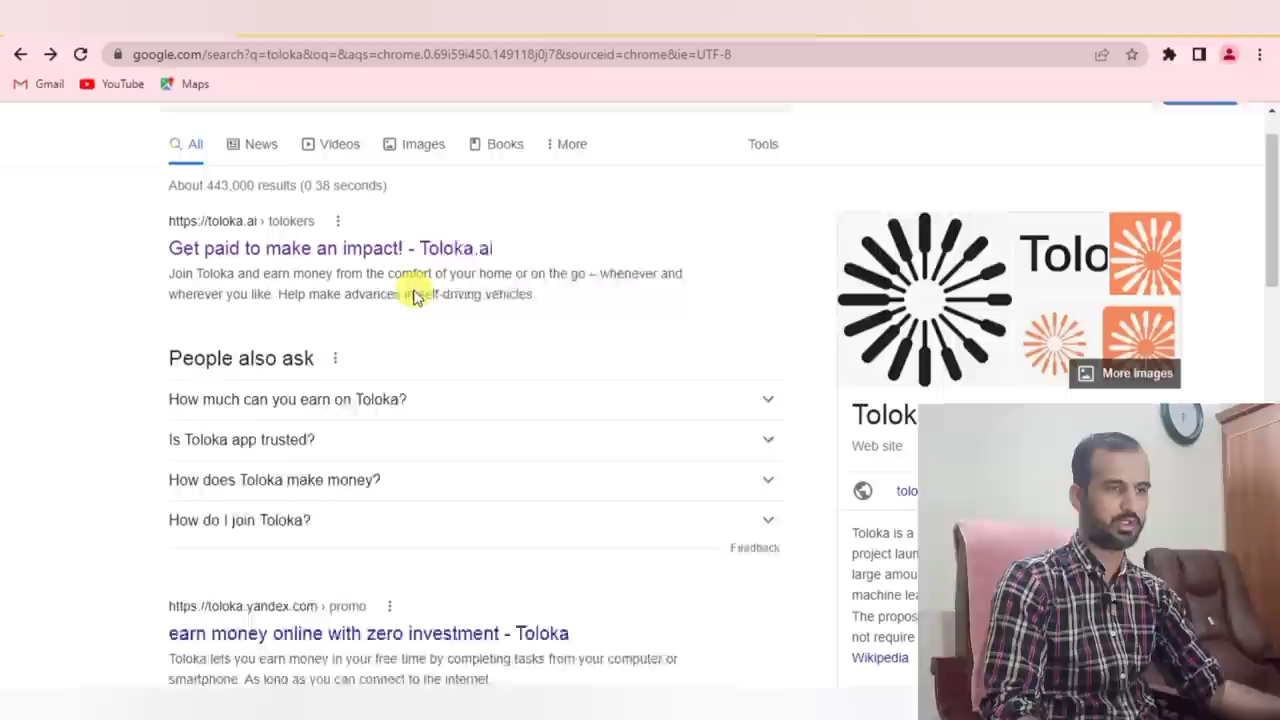 google.com/search?q=toloka&oq=&aqs=chrome.0.69i59i450.149118j0j7&sourceid=chrome&ie=UTF-8
Gmail YouTube Maps
All News Videos Images Books More Tools
About 443,000 results (0.38 seconds)
https://toloka.ai › tolokers
Get paid to make an impact! - Toloka.ai
Join Toloka and earn money from the comfort of your home or on the go – whenever and
wherever you like. Help make advances in self-driving vehicles.
People also ask
How much can you earn on Toloka?
Is Toloka app trusted?
How does Toloka make money?
How do I join Toloka?
Feedback
https://toloka.yandex.com › promo
earn money online with zero investment - Toloka
Toloka lets you earn money in your free time by completing tasks from your computer or
smartphone. As long as you can connect to the internet.
Tolo
More images
Tolok
Web site
tolo
Toloka is a
project laun
large amou
machine le
The propos
not require
Wikipedia